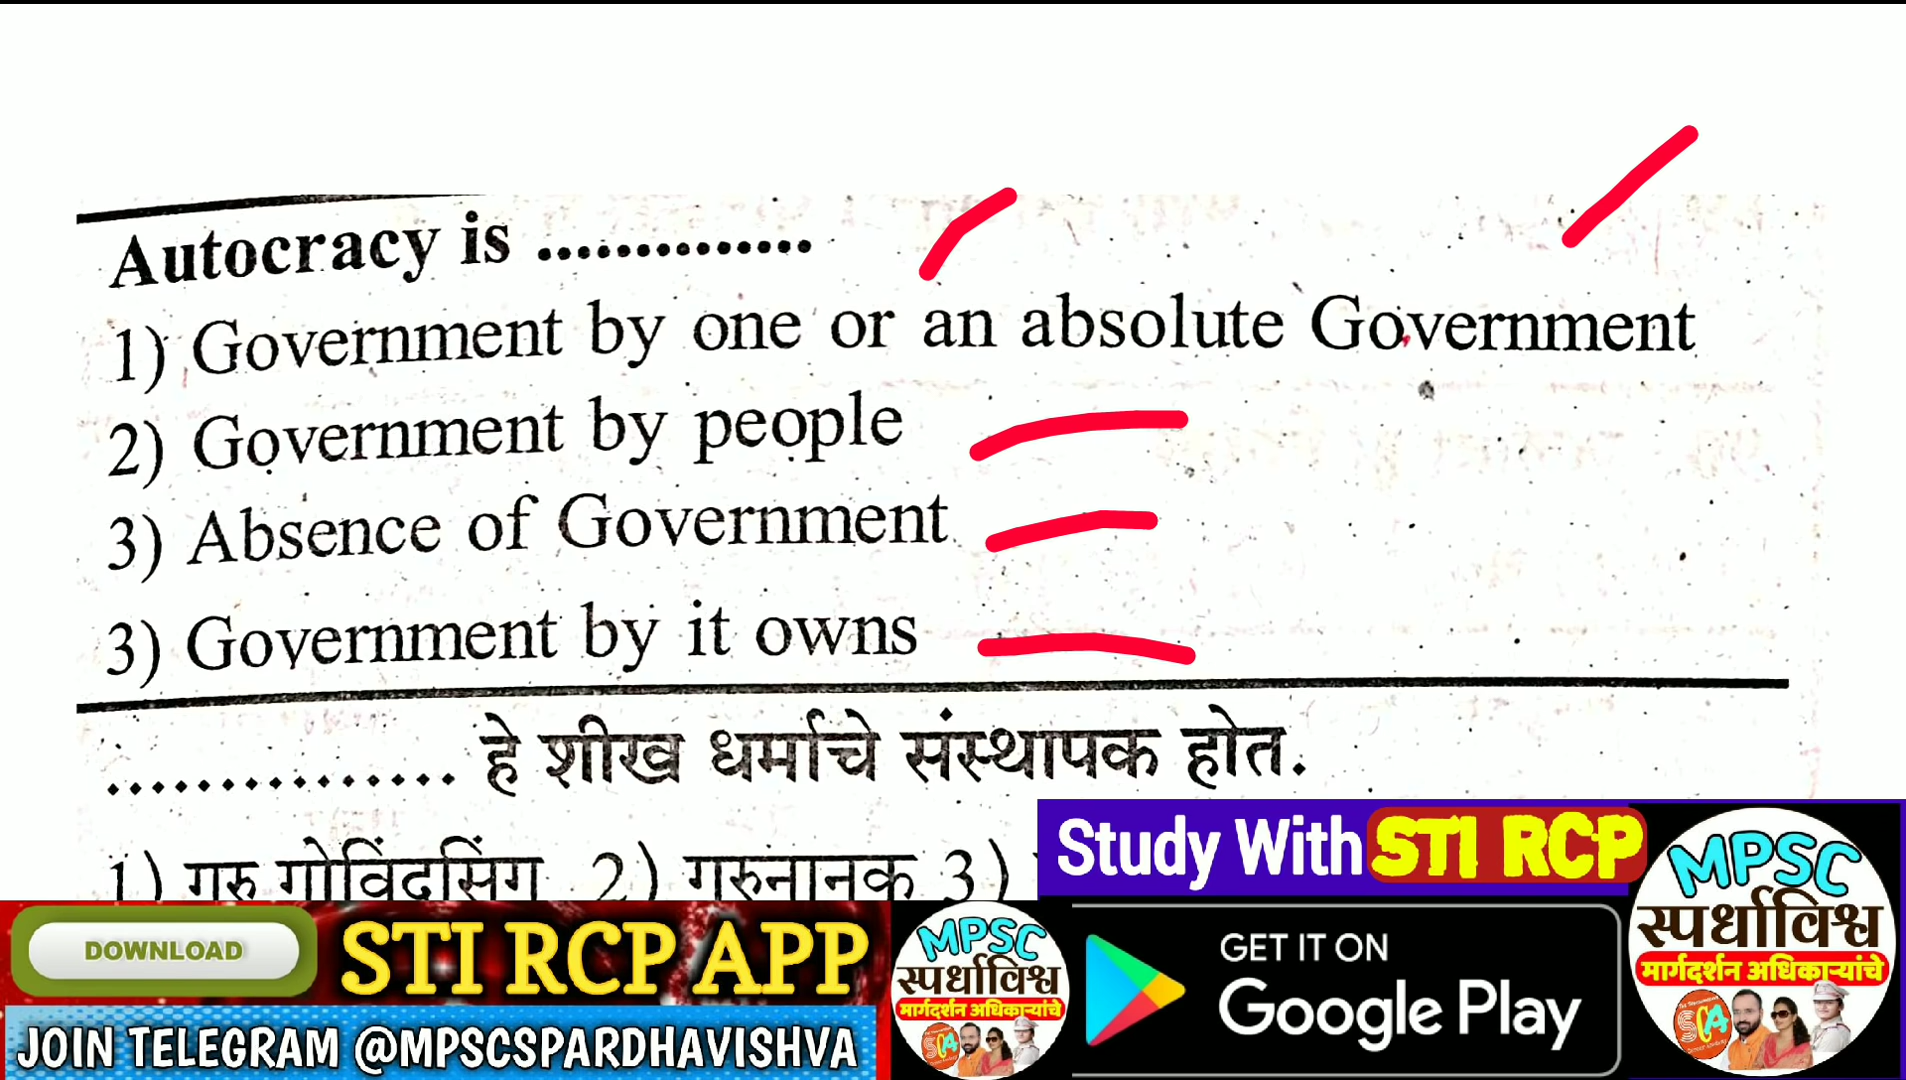 Autocracy is ..............
1) Government by one or an absolute Government
2) Government by people
3) Absence of Government
3) Government by it owns
.............. हे शीख धर्माचे संस्थापक होत.
1) गुरु गोविंदसिंग 2) गुरुनानक 3)
Study With STI RCP
MPSC
स्पर्धाविश्व
मार्गदर्शन अधिकाऱ्यांचे
DOWNLOAD
STI RCP APP
MPSC
स्पर्धाविश्व
मार्गदर्शन अधिकाऱ्यांचे
GET IT ON
Google Play
JOIN TELEGRAM @MPSCSPARDHAVISHVA